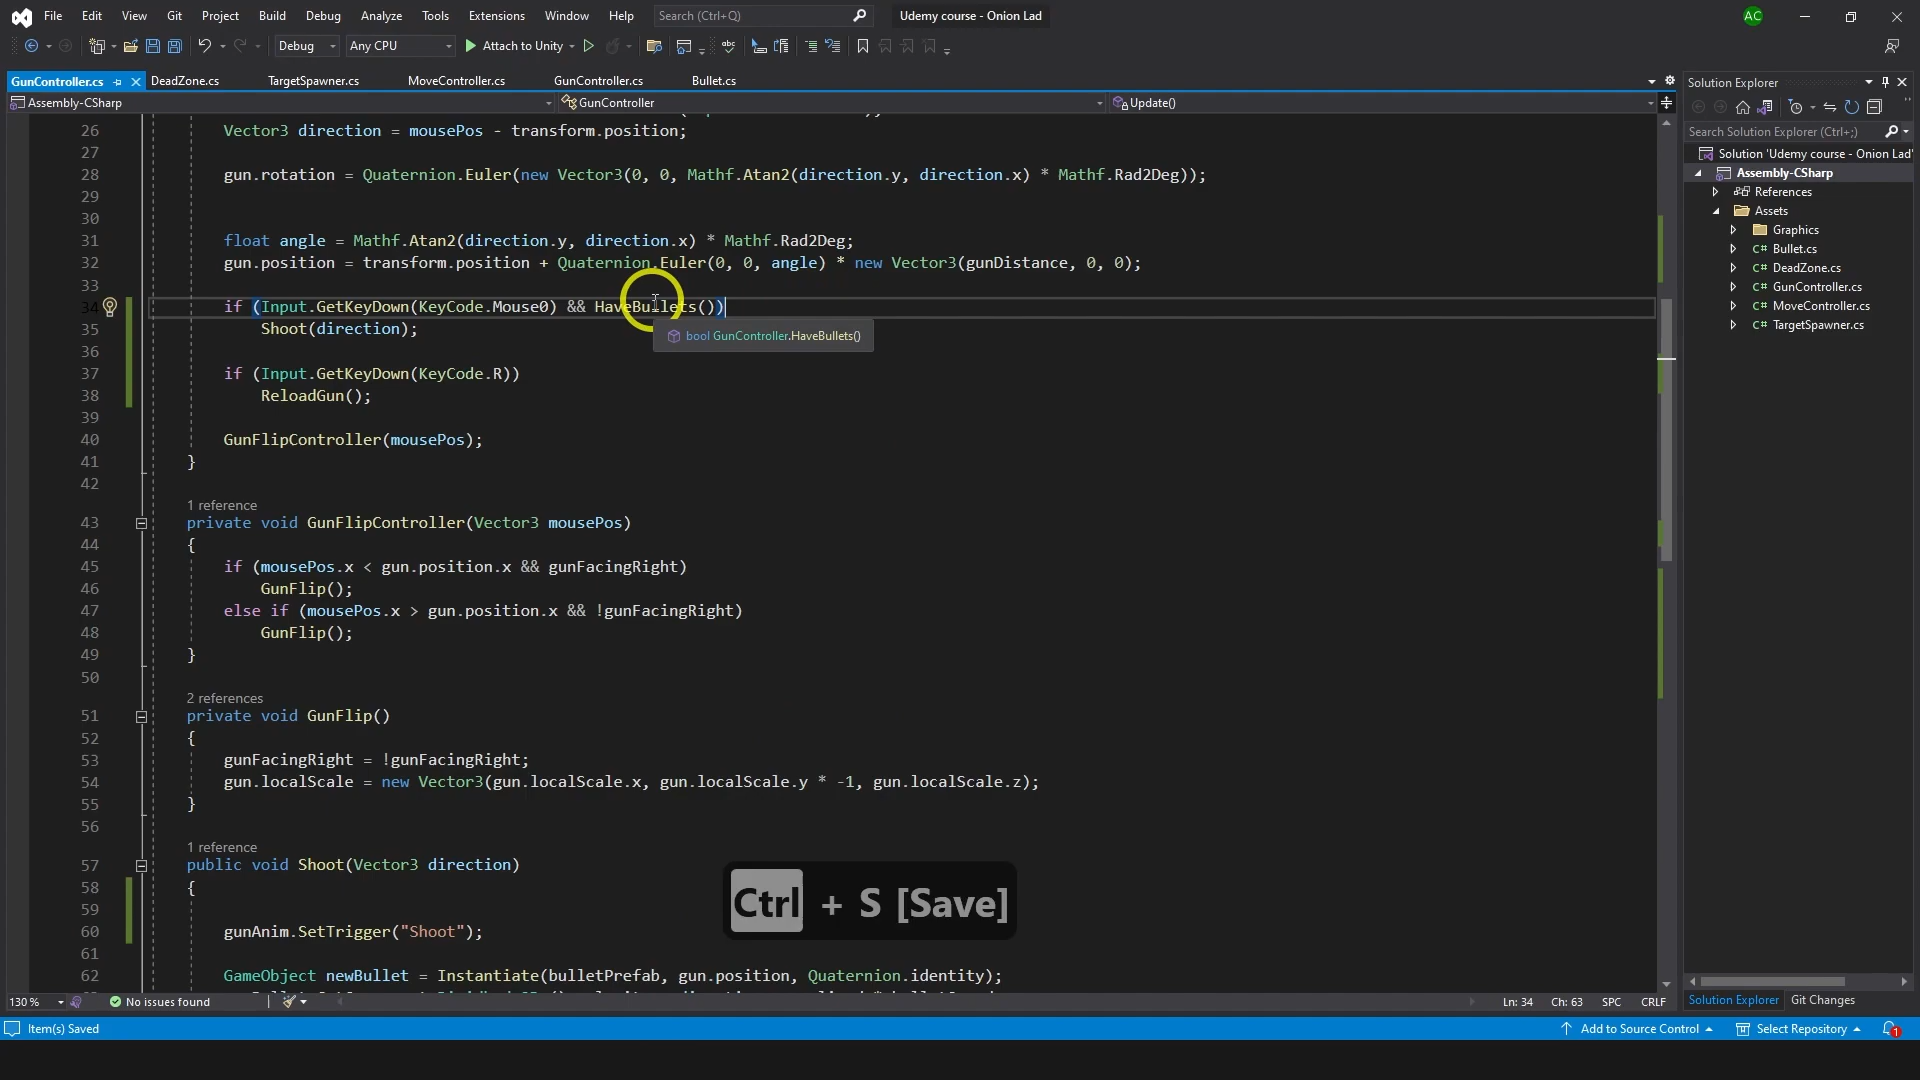 File Edit View Git Project Build Debug Analyze Tools Extensions Window Help Search (Ctrl+Q) Udemy course - Onion Lad AC
Debug Any CPU Attach to Unity
GunController.cs DeadZone.cs TargetSpawner.cs MoveController.cs GunController.cs Bullet.cs
Assembly-CSharp GunController Update()
26 Vector3 direction = mousePos - transform.position;
27
28 gun.rotation = Quaternion.Euler(new Vector3(0, 0, Mathf.Atan2(direction.y, direction.x) * Mathf.Rad2Deg));
29
30
31 float angle = Mathf.Atan2(direction.y, direction.x) * Mathf.Rad2Deg;
32 gun.position = transform.position + Quaternion.Euler(0, 0, angle) * new Vector3(gunDistance, 0, 0);
33
34 if (Input.GetKeyDown(KeyCode.Mouse0) && HaveBullets())
35 Shoot(direction);
bool GunController.HaveBullets()
36
37 if (Input.GetKeyDown(KeyCode.R))
38 ReloadGun();
39
40 GunFlipController(mousePos);
41 }
42
1 reference
43 private void GunFlipController(Vector3 mousePos)
44 {
45 if (mousePos.x < gun.position.x && gunFacingRight)
46 GunFlip();
47 else if (mousePos.x > gun.position.x && !gunFacingRight)
48 GunFlip();
49 }
50
2 references
51 private void GunFlip()
52 {
53 gunFacingRight = !gunFacingRight;
54 gun.localScale = new Vector3(gun.localScale.x, gun.localScale.y * -1, gun.localScale.z);
55 }
56
1 reference
57 public void Shoot(Vector3 direction)
58 {
59
60 gunAnim.SetTrigger("Shoot");
61
62 GameObject newBullet = Instantiate(bulletPrefab, gun.position, Quaternion.identity);
Ctrl + S [Save]
130 % No issues found Ln: 34 Ch: 63 SPC CRLF
Solution Explorer
Search Solution Explorer (Ctrl+;)
Solution 'Udemy course - Onion Lad'
Assembly-CSharp
References
Assets
Graphics
C# Bullet.cs
C# DeadZone.cs
C# GunController.cs
C# MoveController.cs
C# TargetSpawner.cs
Solution Explorer Git Changes
Item(s) Saved Add to Source Control Select Repository 1